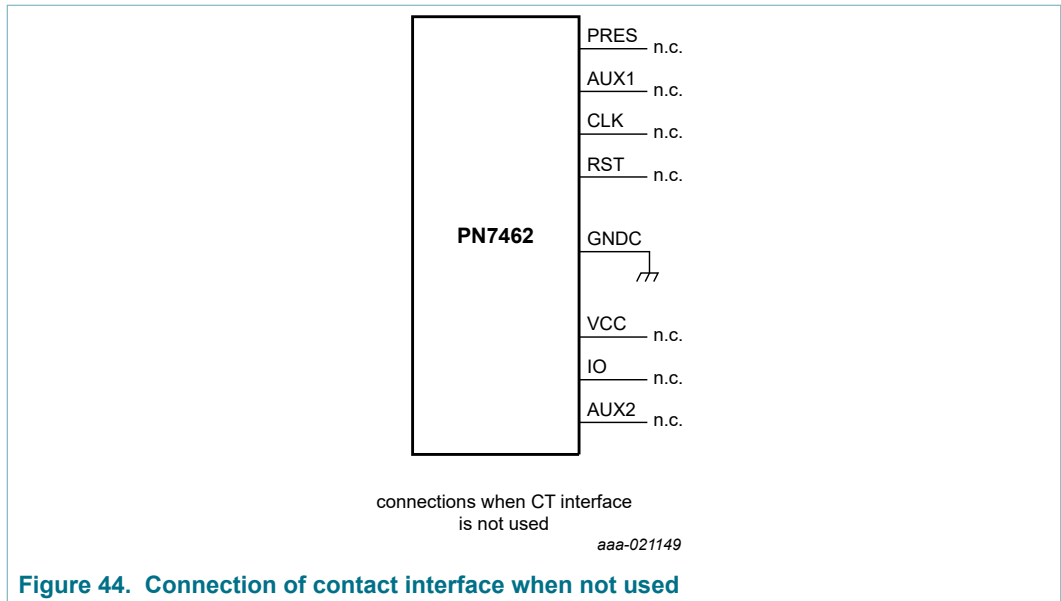 PRES
n.c.
AUX1
n.c.
CLK
n.c.
RST
n.c.
PN7462
GNDC
VCC
n.c.
IO
n.c.
AUX2
n.c.
connections when CT interface
is not used
aaa-021149
Figure 44. Connection of contact interface when not used